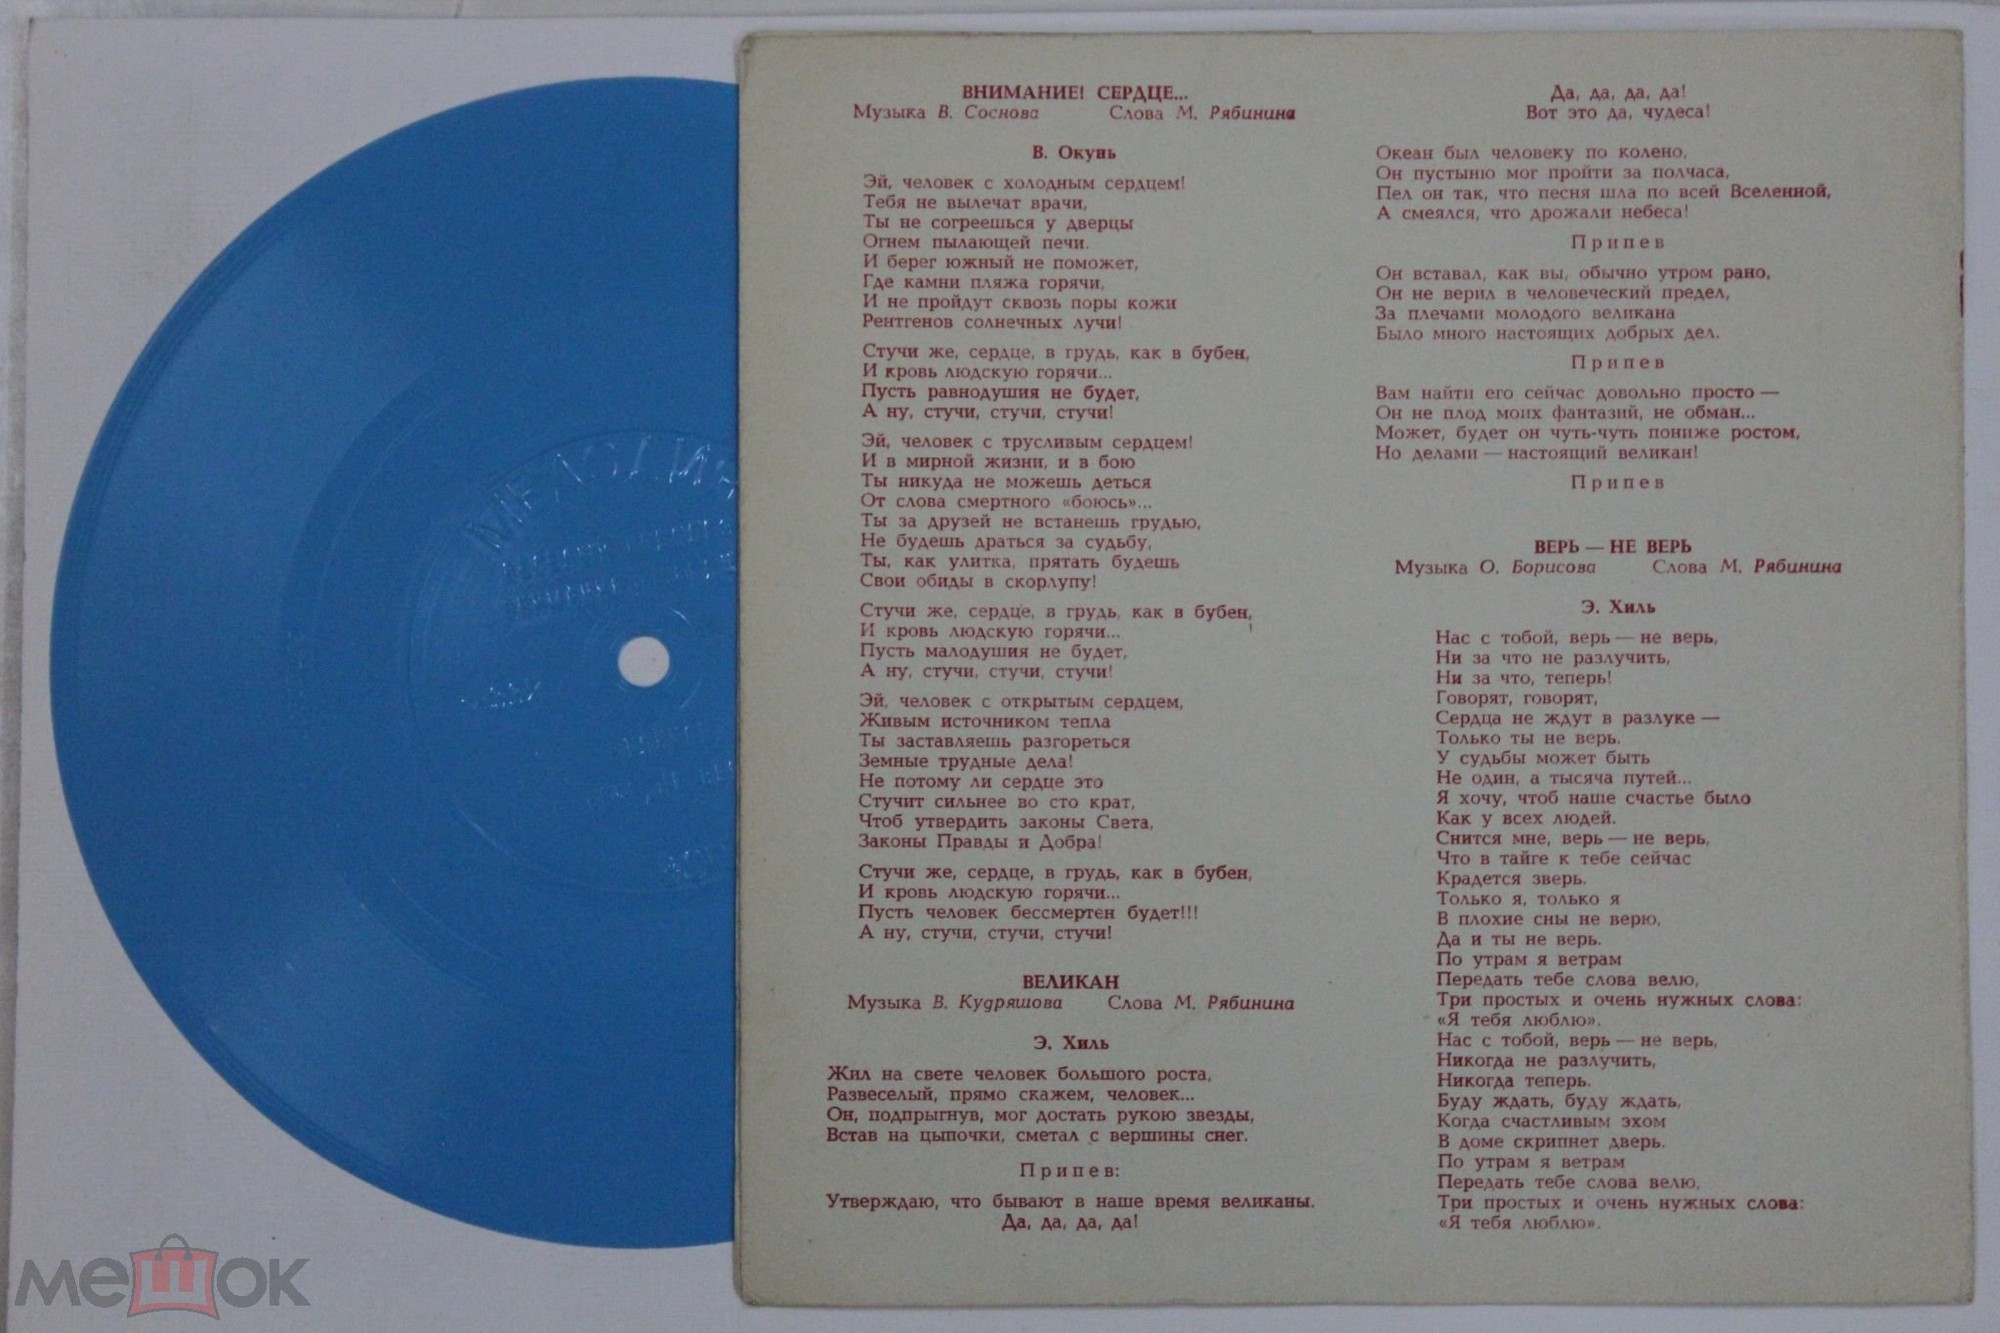 ВНИМАНИЕ! СЕРДЦЕ...
Музыка В. Соснова Слова М. Рябинина
В. Окунь
Эй, человек с холодным сердцем!
Тебя не вылечат врачи,
Ты не согреешься у дверцы
Огнем пылающей печи.
И берег южный не поможет,
Где камни пляжа горячи,
И не пройдут сквозь поры кожи
Рентгенов солнечных лучи!
Стучи же, сердце, в грудь, как в бубен,
И кровь людскую горячи...
Пусть равнодушия не будет,
А ну, стучи, стучи, стучи!
Эй, человек с трусливым сердцем!
И в мирной жизни, и в бою
Ты никуда не можешь деться
От слова смертного «боюсь»...
Ты за друзей не встанешь грудью,
Не будешь драться за судьбу,
Ты, как улитка, прятать будешь
Свои обиды в скорлупу!
Стучи же, сердце, в грудь, как в бубен,
И кровь людскую горячи...
Пусть малодушия не будет,
А ну, стучи, стучи, стучи!
Эй, человек с открытым сердцем,
Живым источником тепла
Ты заставляешь разгореться
Земные трудные дела!
Не потому ли сердце это
Стучит сильнее во сто крат,
Чтоб утвердить законы Света,
Законы Правды и Добра!
Стучи же, сердце, в грудь, как в бубен,
И кровь людскую горячи...
Пусть человек бессмертен будет!!!
А ну, стучи, стучи, стучи!
ВЕЛИКАН
Музыка В. Кудряшова Слова М. Рябинина
Э. Хиль
Жил на свете человек большого роста,
Развеселый, прямо скажем, человек...
Он, подпрыгнув, мог достать рукою звезды,
Встав на цыпочки, сметал с вершины снег.
Припев:
Утверждаю, что бывают в наше время великаны.
Да, да, да, да!
Да, да, да, да!
Вот это да, чудеса!
Океан был человеку по колено,
Он пустыню мог пройти за полчаса,
Пел он так, что песня шла по всей Вселенной,
А смеялся, что дрожали небеса!
Припев
Он вставал, как вы, обычно утром рано,
Он не верил в человеческий предел,
За плечами молодого великана
Было много настоящих добрых дел.
Припев
Вам найти его сейчас довольно просто —
Он не плод моих фантазий, не обман...
Может, будет он чуть-чуть пониже ростом,
Но делами — настоящий великан!
Припев
ВЕРЬ — НЕ ВЕРЬ
Музыка О. Борисова Слова М. Рябинина
Э. Хиль
Нас с тобой, верь — не верь,
Ни за что не разлучить,
Ни за что, теперь!
Говорят, говорят,
Сердца не ждут в разлуке —
Только ты не верь.
У судьбы может быть
Не один, а тысяча путей...
Я хочу, чтоб наше счастье было
Как у всех людей.
Снится мне, верь — не верь,
Что в тайге к тебе сейчас
Крадется зверь.
Только я, только я
В плохие сны не верю,
Да и ты не верь.
По утрам я ветрам
Передать тебе слова велю,
Три простых и очень нужных слова:
«Я тебя люблю».
Нас с тобой, верь — не верь,
Никогда не разлучить,
Никогда теперь.
Буду ждать, буду ждать,
Когда счастливым эхом
В доме скрипнет дверь.
По утрам я ветрам
Передать тебе слова велю,
Три простых и очень нужных слова:
«Я тебя люблю».
мешок